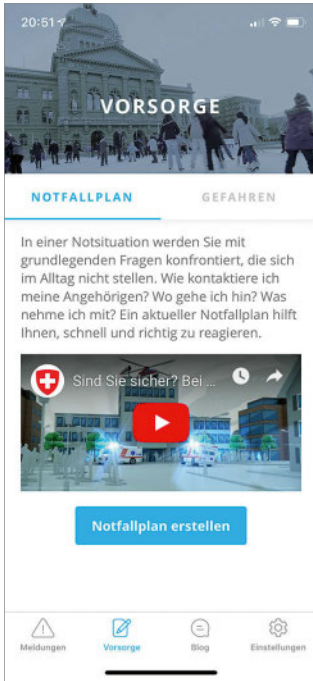 20:51
VORSORGE
NOTFALLPLAN
GEFAHREN
In einer Notsituation werden Sie mit
grundlegenden Fragen konfrontiert, die sich
im Alltag nicht stellen. Wie kontaktiere ich
meine Angehörigen? Wo gehe ich hin? Was
nehme ich mit? Ein aktueller Notfallplan hilft
Ihnen, schnell und richtig zu reagieren.
Sind Sie sicher? Bei ...
Notfallplan erstellen
Meldungen
Vorsorge
Blog
Einstellungen